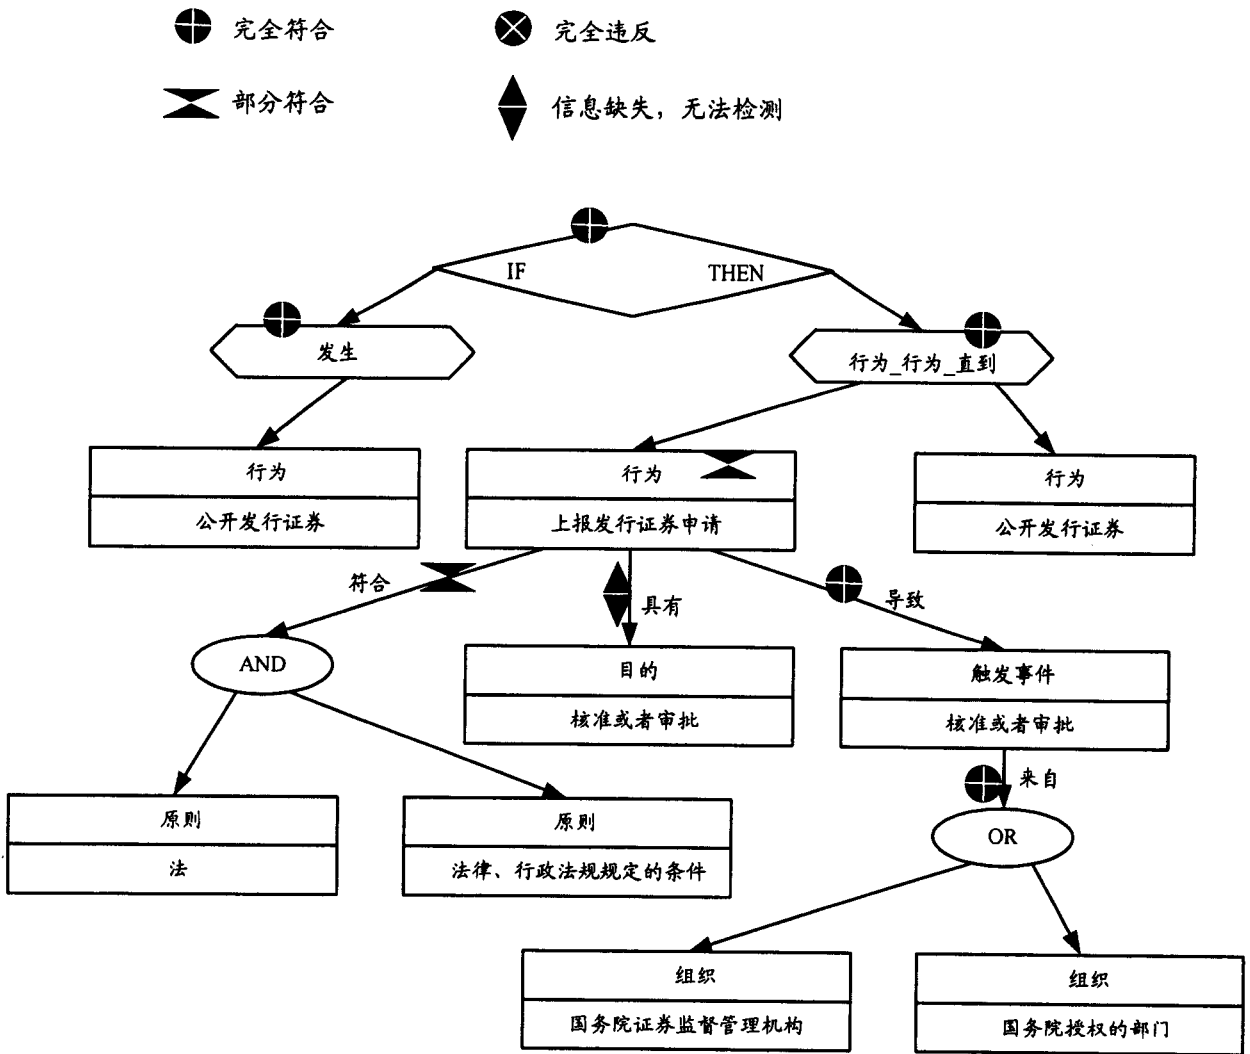 完全符合
完全违反
部分符合
信息缺失，无法检测
IF
THEN
发生
行为_行为_直到
行为
公开发行证券
行为
上报发行证券申请
行为
公开发行证券
符合
具有
导致
AND
目的
核准或者审批
触发事件
核准或者审批
来自
原则
法
原则
法律、行政法规规定的条件
OR
组织
国务院证券监督管理机构
组织
国务院授权的部门